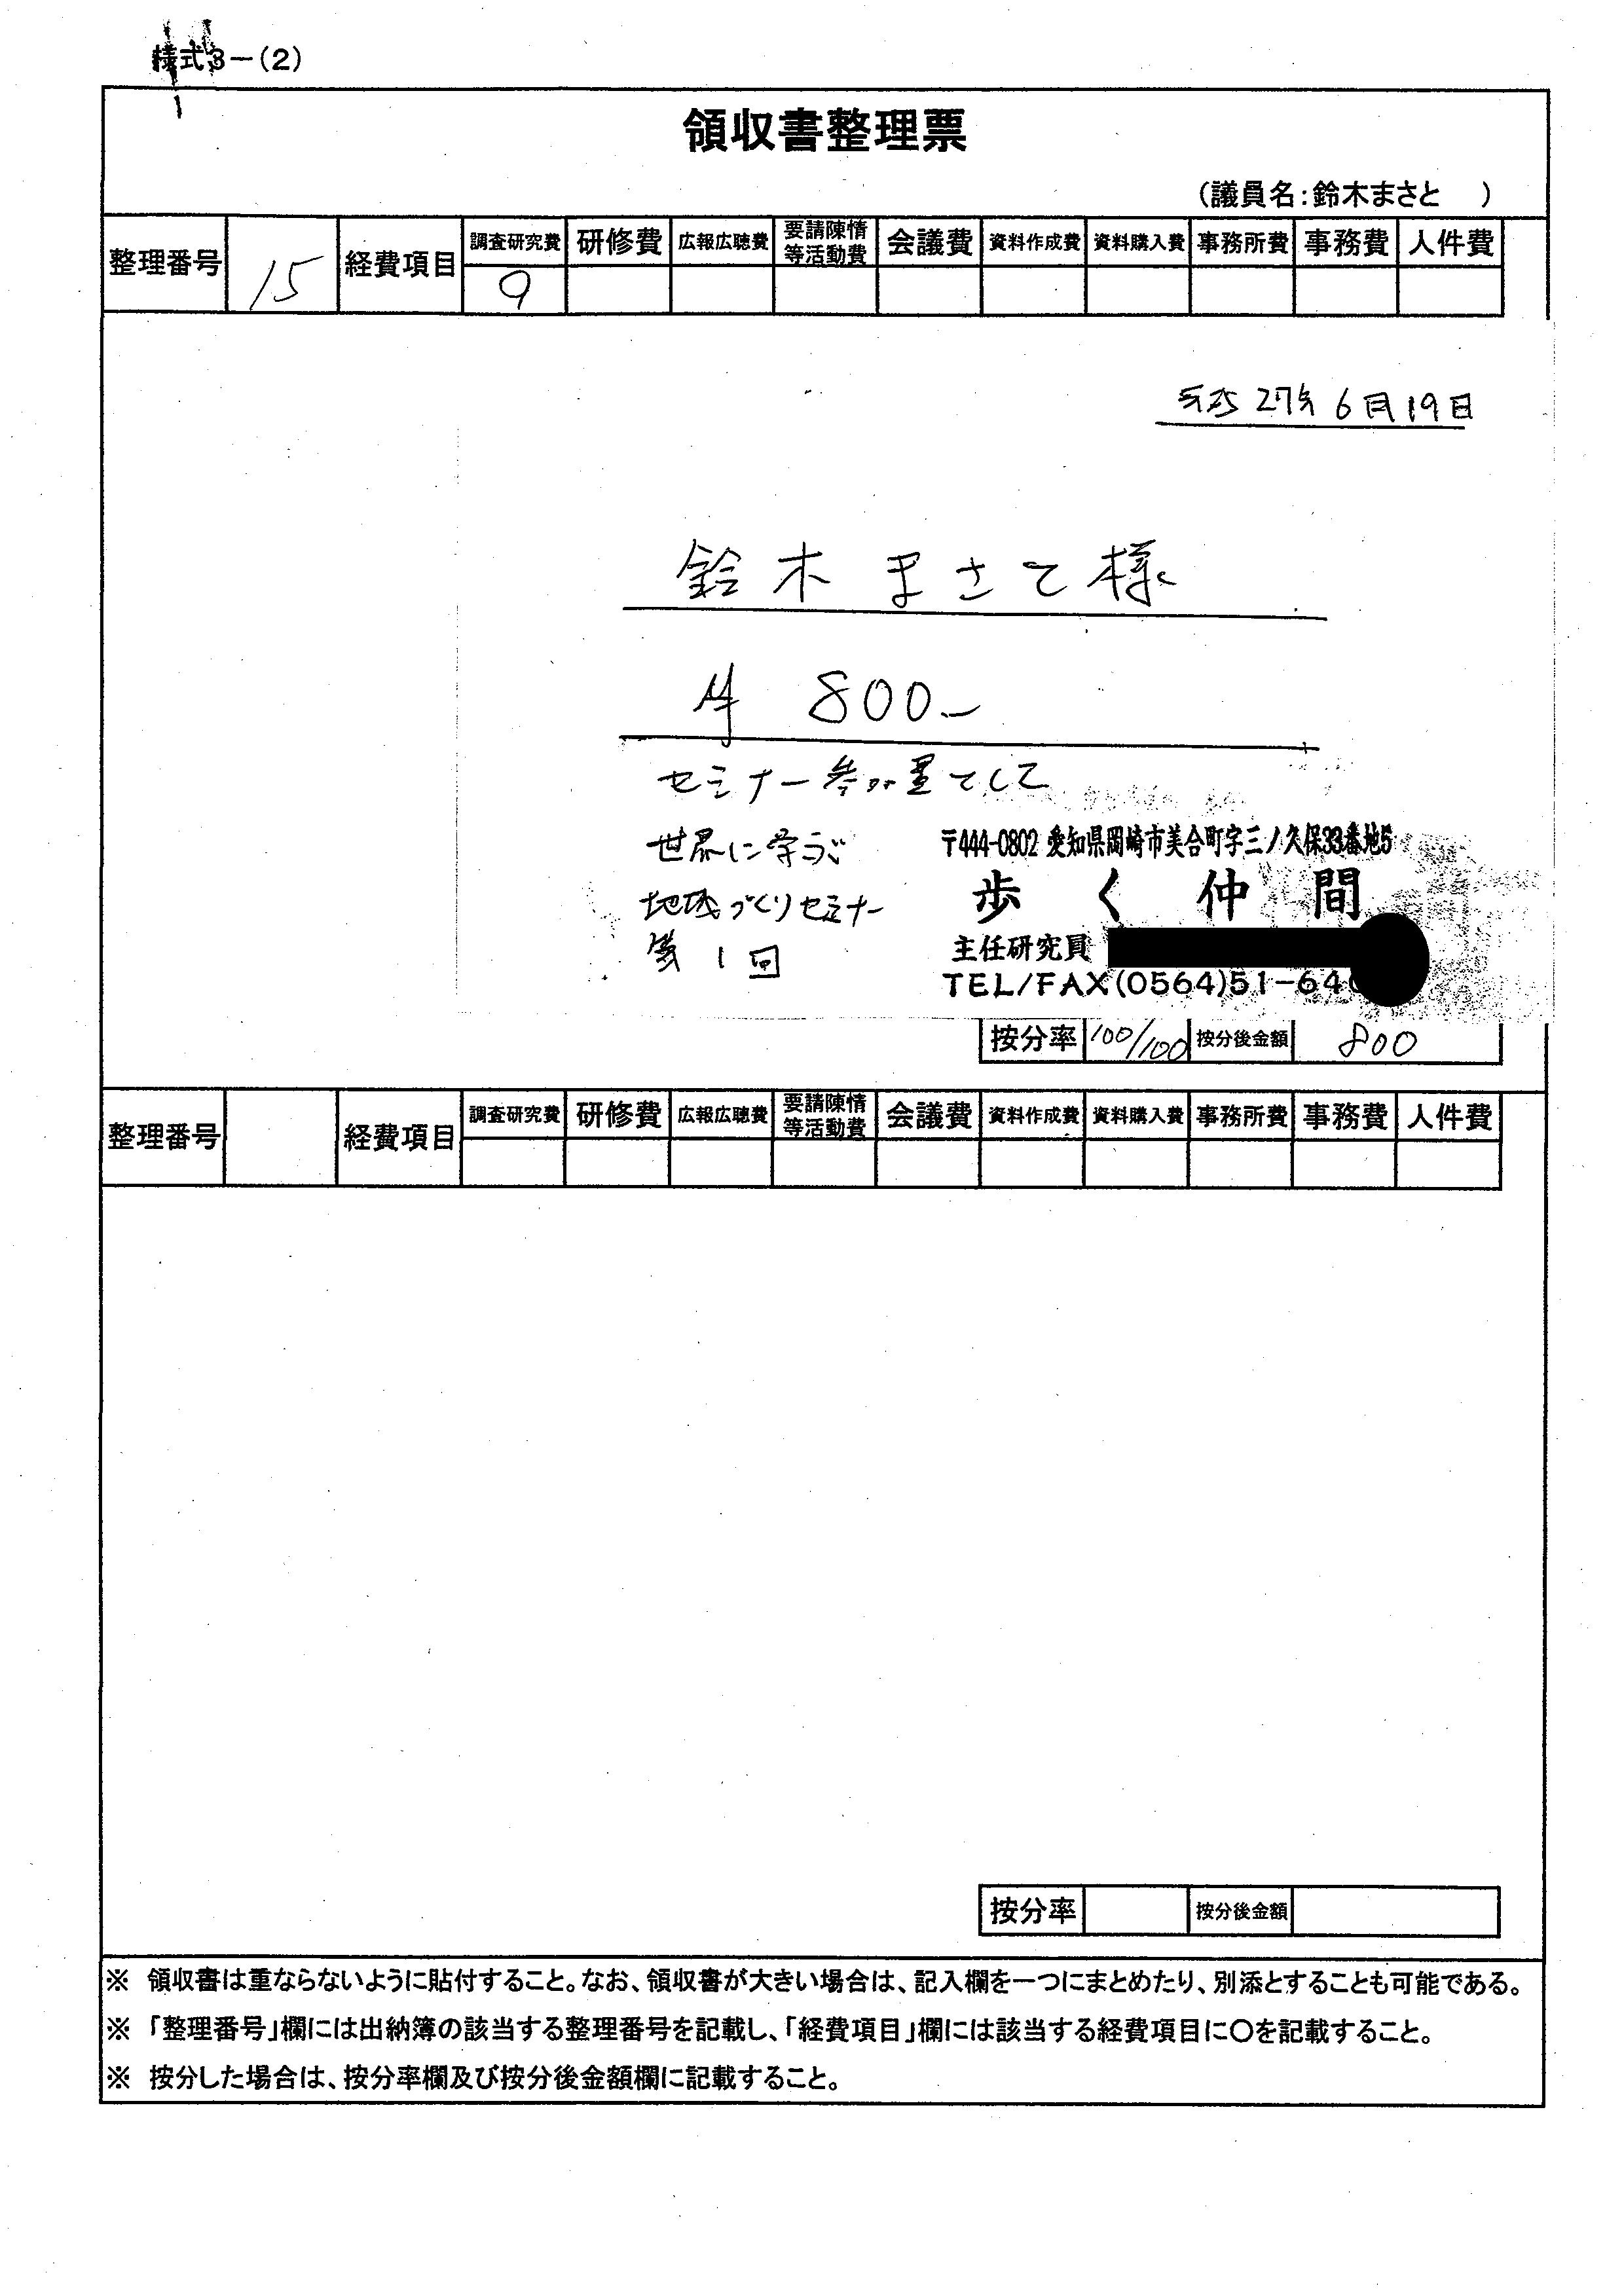 様式3-(2)
領収書整理票
(議員名:鈴木まさと )
整理番号 15 経費項目 調査研究費 研修費 広報広聴費 要請陳情等活動費 会議費 資料作成費 資料購入費 事務所費 事務費 人件費
9
平成27年6月19日
鈴木まさと様
¥ 800-
セミナー参加費として
世界に学ぶ
地域づくりセミナー
第1回
〒444-0802 愛知県岡崎市美合町字三ノ久保33番地5
歩く仲間
主任研究員
TEL/FAX(0564)51-64
按分率 100/100 按分後金額 800
整理番号 経費項目 調査研究費 研修費 広報広聴費 要請陳情等活動費 会議費 資料作成費 資料購入費 事務所費 事務費 人件費
按分率 按分後金額
※ 領収書は重ならないように貼付すること。なお、領収書が大きい場合は、記入欄を一つにまとめたり、別添とすることも可能である。
※ 「整理番号」欄には出納簿の該当する整理番号を記載し、「経費項目」欄には該当する経費項目に〇を記載すること。
※ 按分した場合は、按分率欄及び按分後金額欄に記載すること。